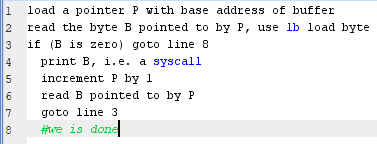 1 load a pointer P with base address of buffer
2 read the byte B pointed to by P, use lb load byte
3 if (B is zero) goto line 8
4 print B, i.e. a syscall
5 increment P by 1
6 read B pointed to by P
7 goto line 3
8 #we is done